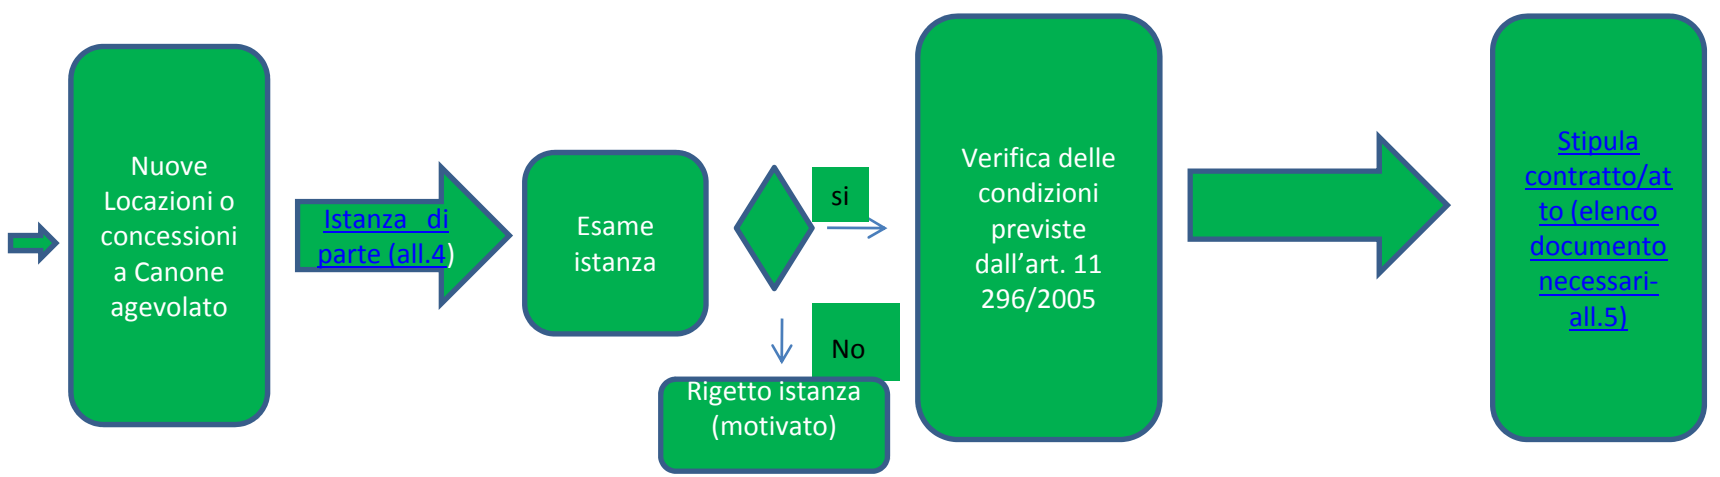 Nuove
Locazioni o
concessioni
a Canone
agevolato
Istanza di
parte (all.4)
Esame
istanza
si
No
Rigetto istanza
(motivato)
Verifica delle
condizioni
previste
dall’art. 11
296/2005
Stipula
contratto/at
to (elenco
documento
necessari-
all.5)